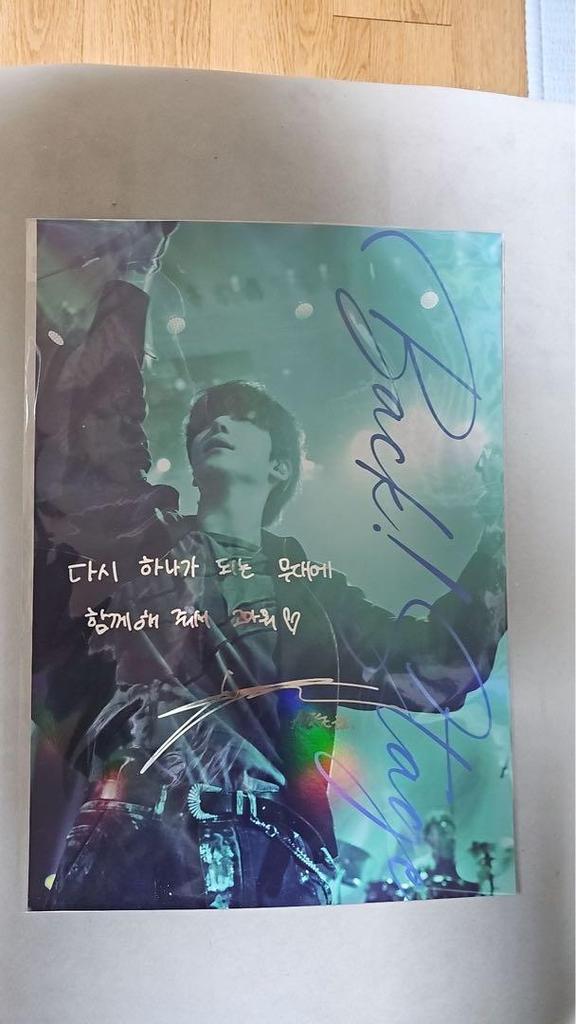 다시 하나가 되는 무대에
함께해 줘서 고마워♡
Back! Stage